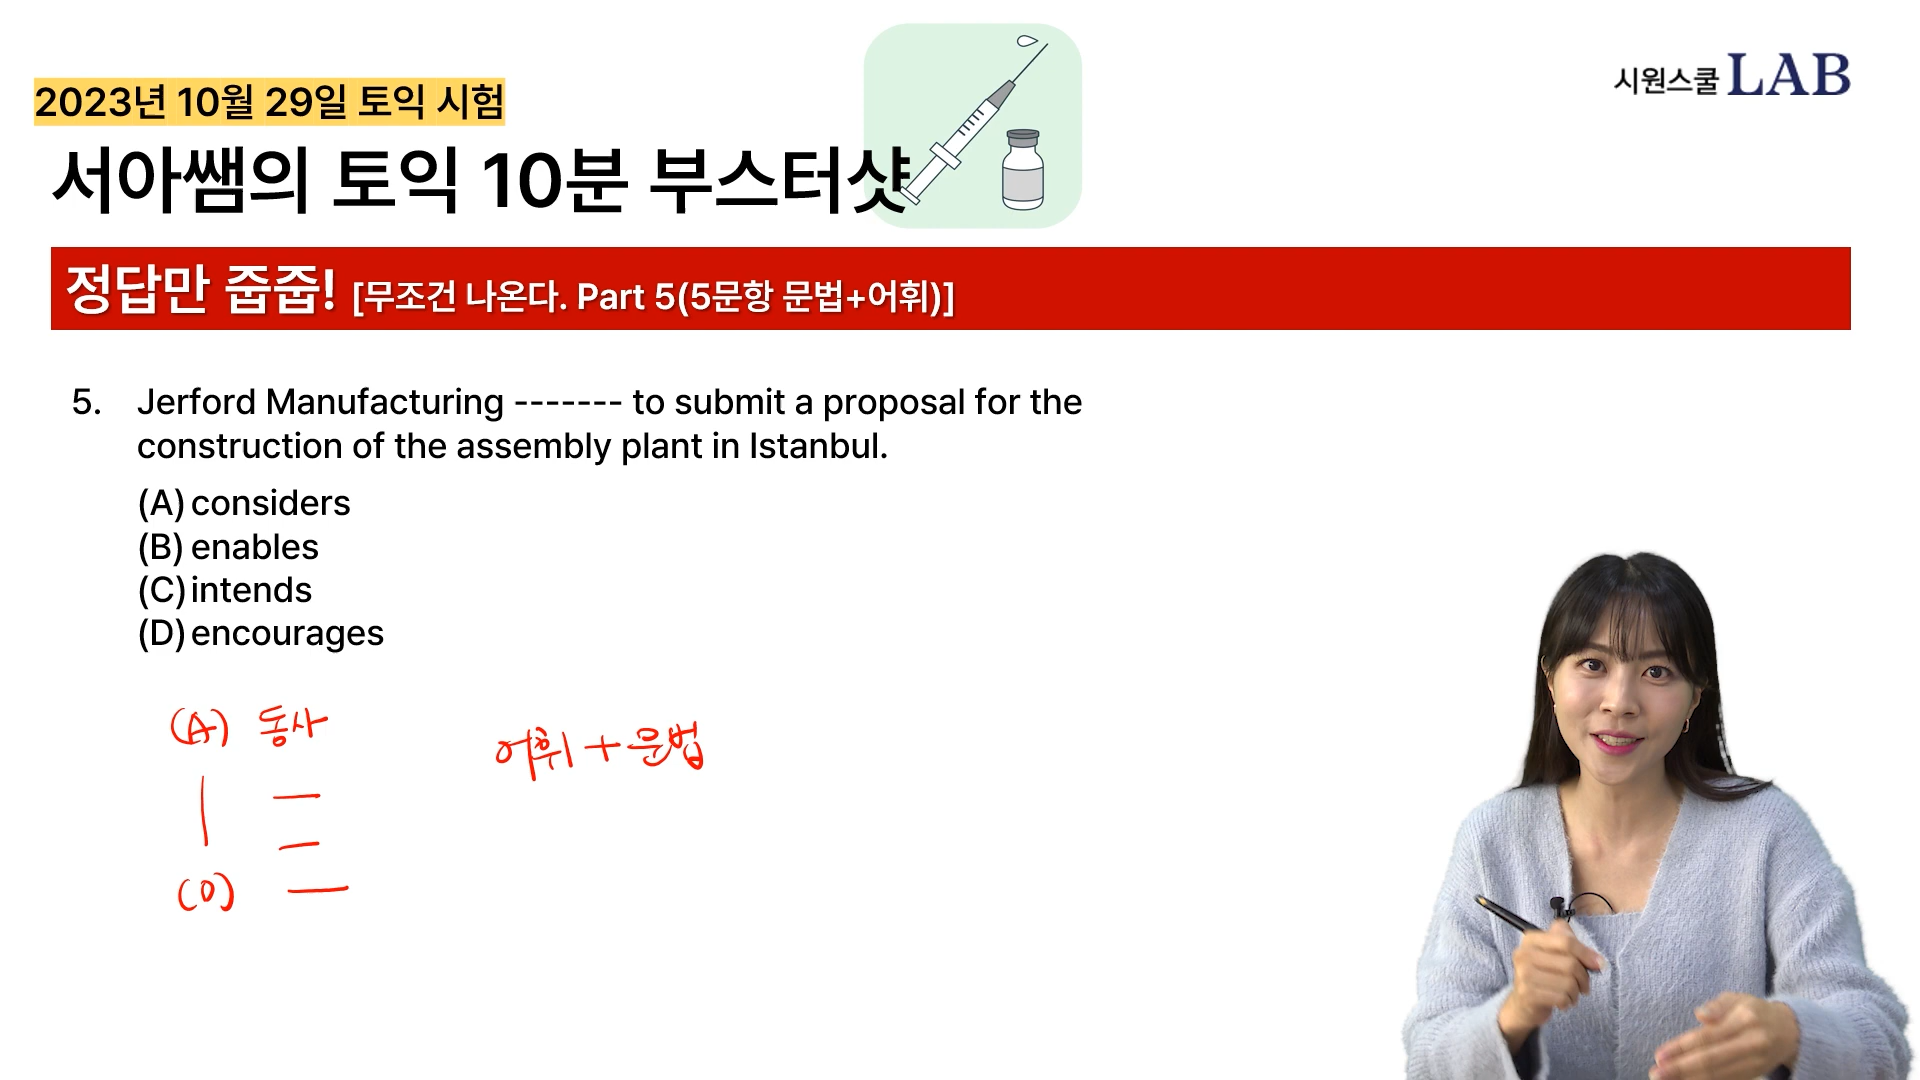 2023년 10월 29일 토익 시험
시원스쿨 LAB
서아쌤의 토익 10분 부스터샷
정답만 줍줍! [무조건 나온다. Part 5(5문항 문법+어휘)]
5. Jerford Manufacturing ------- to submit a proposal for the
construction of the assembly plant in Istanbul.
(A) considers
(B) enables
(C) intends
(D) encourages
(A) 동사
어휘 + 문법
(D)